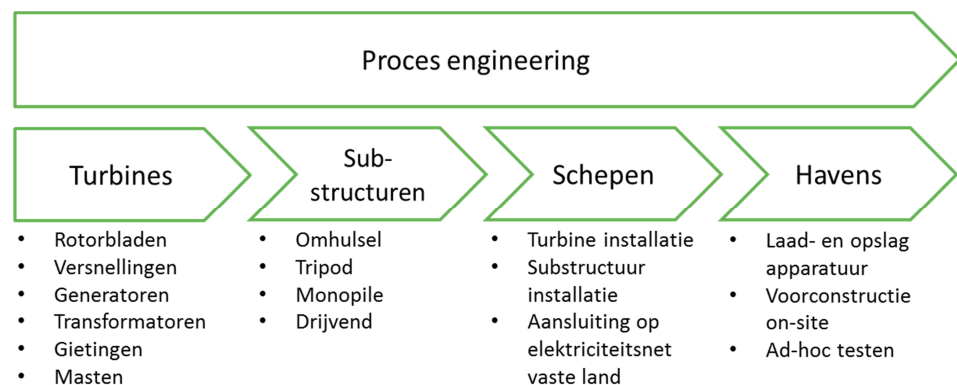 Proces engineering
Turbines
Sub-
structuren
Schepen
Havens
• Rotorbladen
• Versnellingen
• Generatoren
• Transformatoren
• Gietingen
• Masten
• Omhulsel
• Tripod
• Monopile
• Drijvend
• Turbine installatie
• Substructuur
installatie
• Aansluiting op
elektriciteitsnet
vaste land
• Laad- en opslag
apparatuur
• Voorconstructie
on-site
• Ad-hoc testen